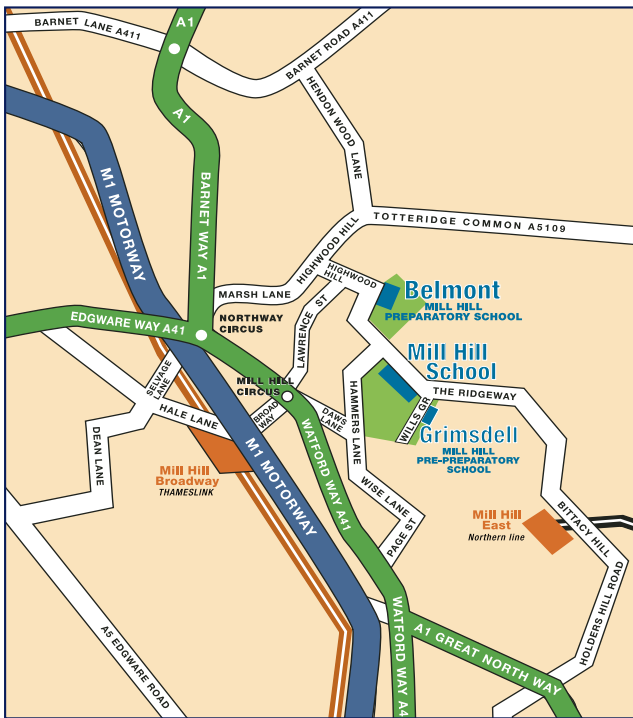 A1
BARNET LANE A411
BARNET ROAD A411
A1
HENDON WOOD LANE
M1 MOTORWAY
BARNET WAY A1
TOTTERIDGE COMMON A5109
HIGHWOOD HILL
HIGHWOOD
HILL
MARSH LANE
Belmont
MILL HILL
PREPARATORY SCHOOL
EDGWARE WAY A41
NORTHWAY
CIRCUS
LAWRENCE ST
Mill Hill
School
SELVAGE
LANE
MILL HILL
CIRCUS
THE RIDGEWAY
HALE LANE
BROAD
WAY
DAWS
LANE
HAMMERS LANE
WILLS GR
Grimsdell
MILL HILL
PRE-PREPARATORY
SCHOOL
DEAN LANE
Mill Hill
Broadway
THAMESLINK
M1 MOTORWAY
WATFORD WAY A41
WISE LANE
PAGE ST
Mill Hill
East
Northern line
BITTACY HILL
HOLDERS HILL ROAD
A5 EDGWARE ROAD
WATFORD WAY A4
A1 GREAT NORTH WAY